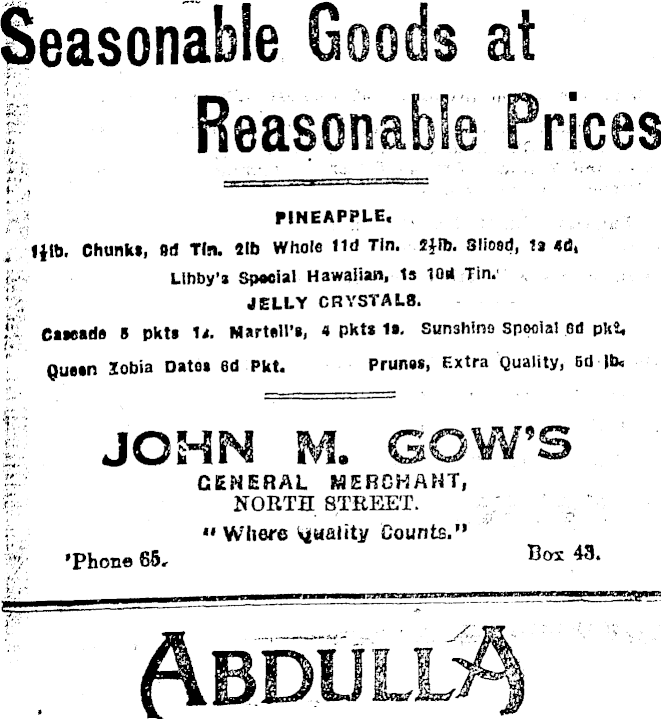 Seasonable Goods at
Reasonable Prices
PINEAPPLE.
1½lb. Chunks, 9d Tin. 2lb Whole 11d Tin. 2½lb. Sliced, 1s 4d.
Libby's Special Hawaiian, 1s 10d Tin.
JELLY CRYSTALS.
Cascade 5 pkts 1s. Martell's, 4 pkts 1s. Sunshine Special 6d pkt.
Queen Zobia Dates 6d Pkt. Prunes, Extra Quality, 5d lb.
JOHN M. GOW'S
GENERAL MERCHANT,
NORTH STREET.
"Where Quality Counts."
'Phone 65. Box 43.
ABDULLA